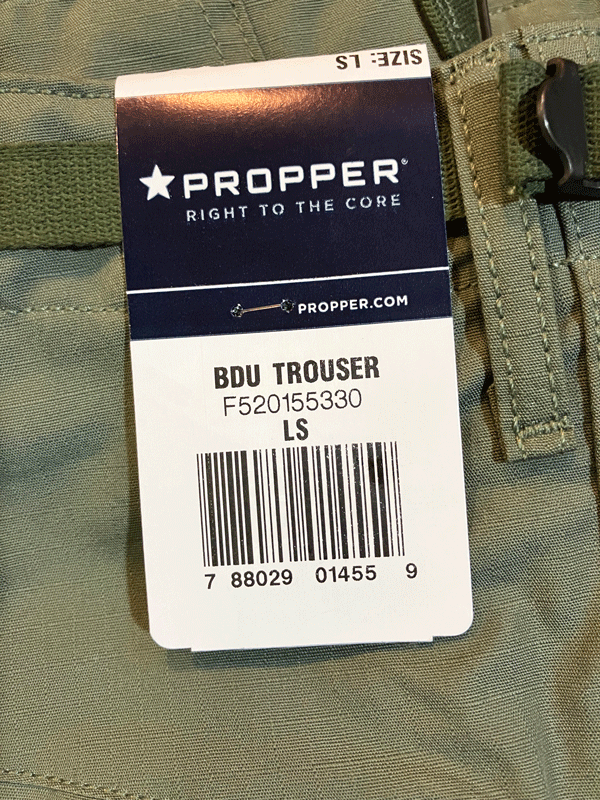 SIZE: LS
PROPPER®
RIGHT TO THE CORE
PROPPER.COM
BDU TROUSER
F520155330
LS
7 88029 01455 9